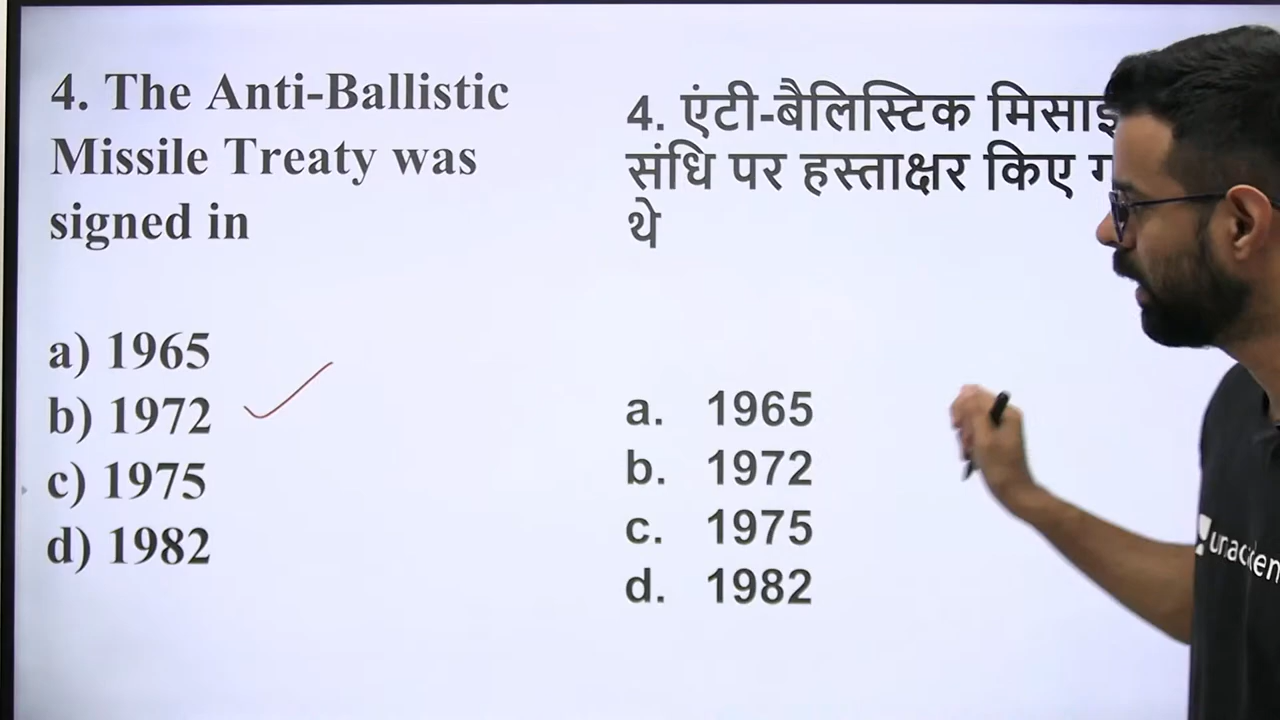 4. The Anti-Ballistic
Missile Treaty was
signed in
a) 1965
b) 1972
c) 1975
d) 1982
4. एंटी-बैलिस्टिक
संधि पर हस्ताक्षर किए
थे
a. 1965
b. 1972
c. 1975
d. 1982